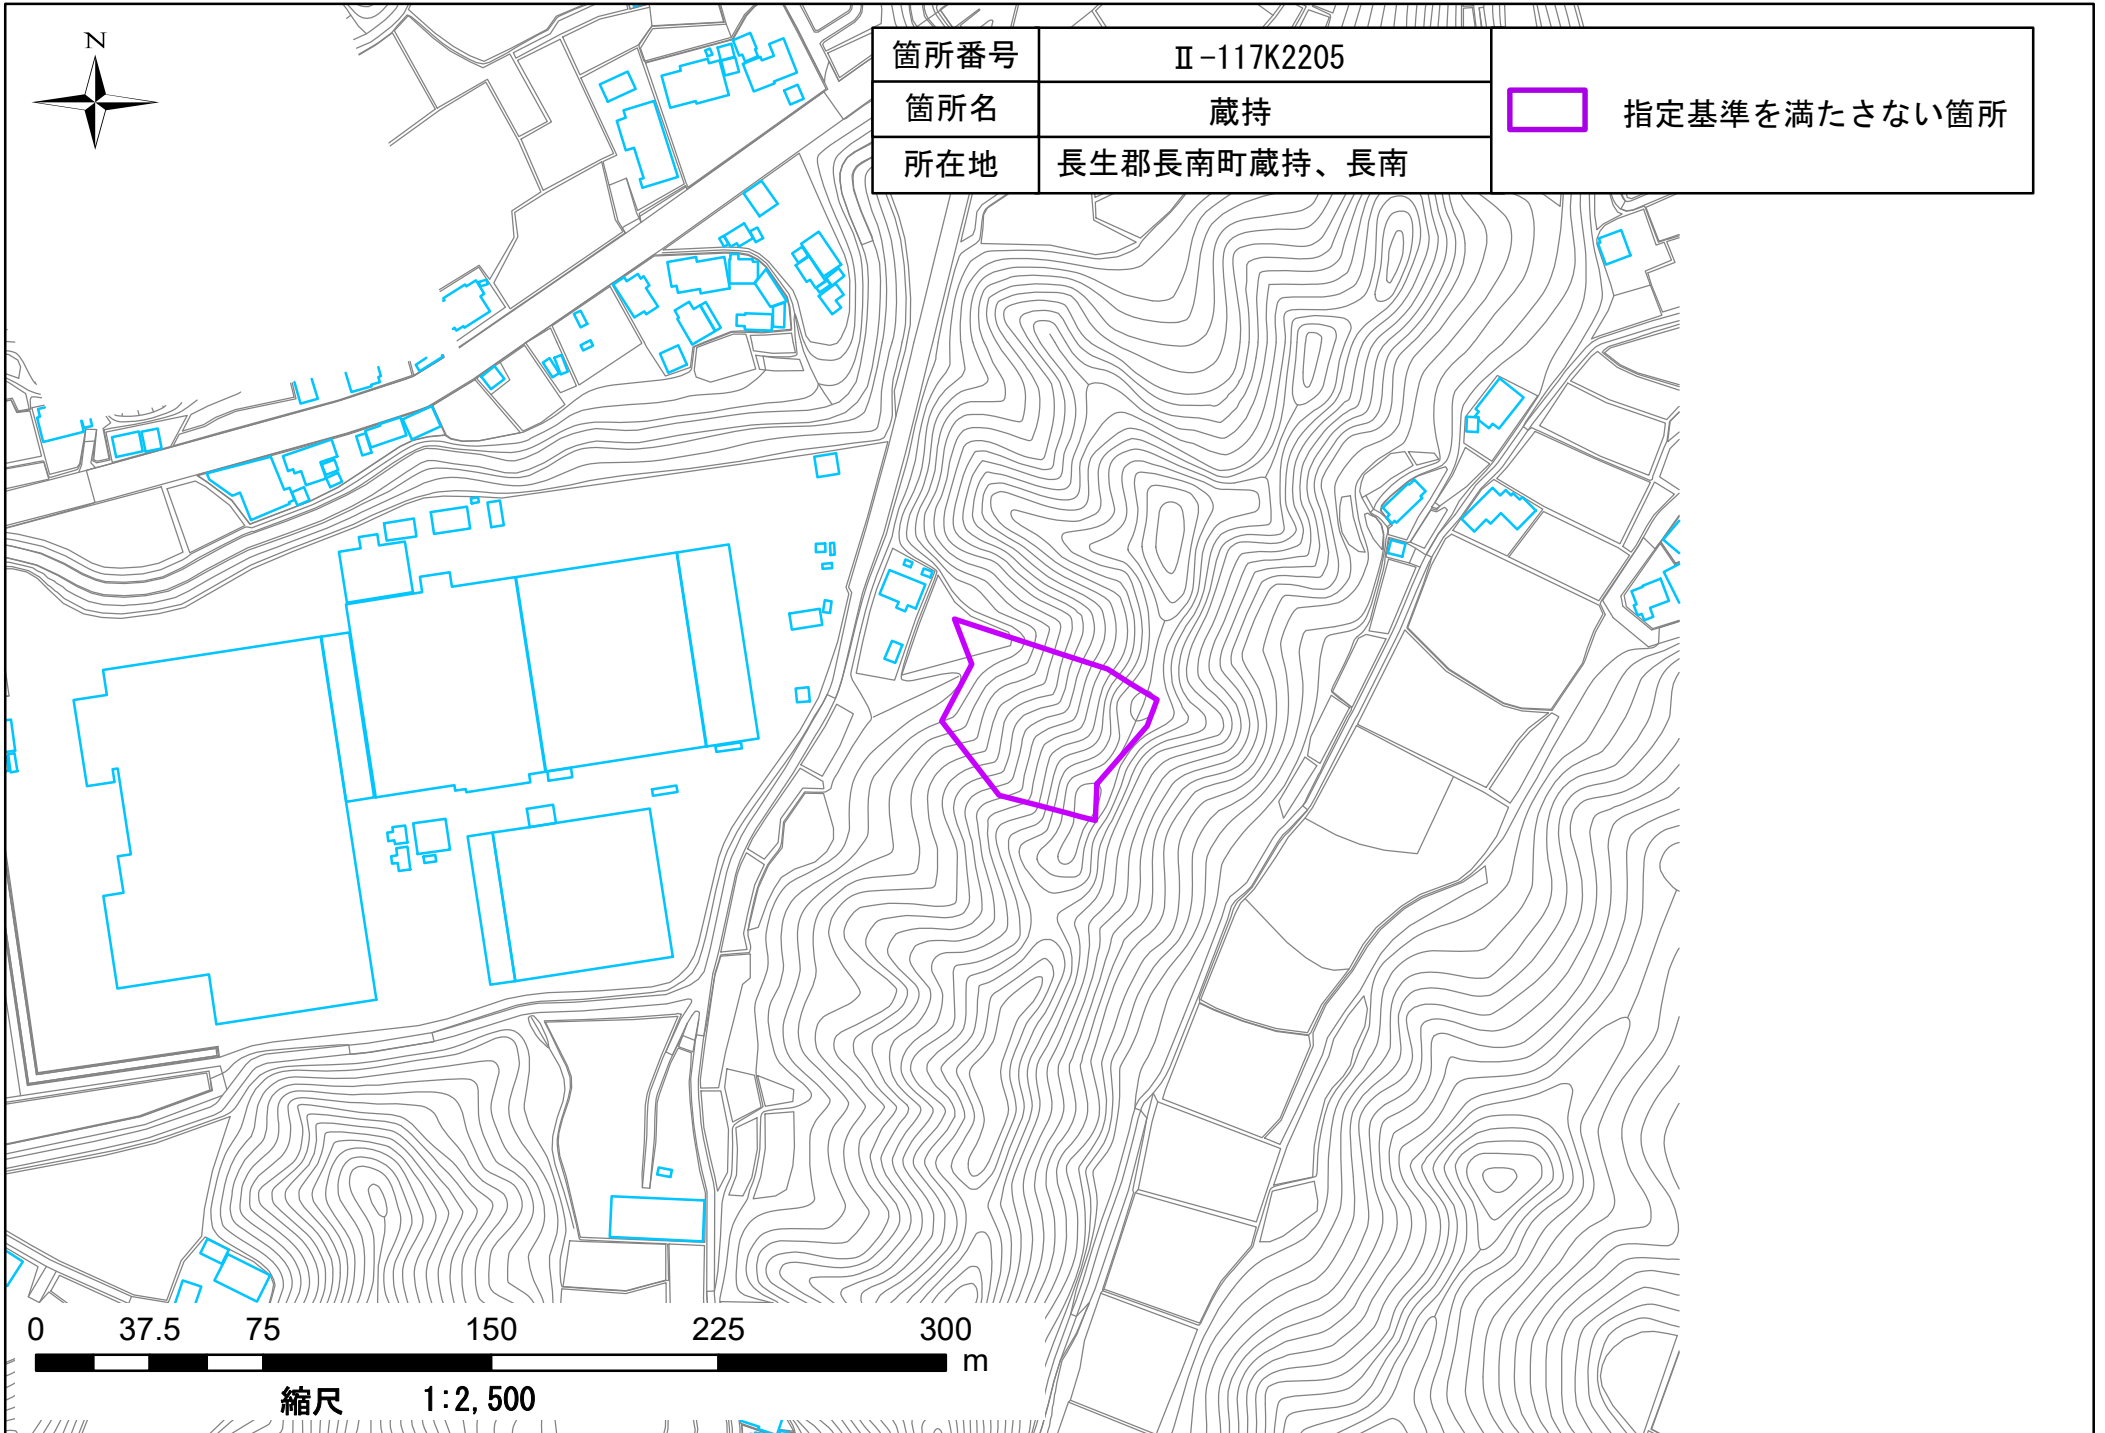 N
箇所番号 Ⅱ-117K2205
箇所名 蔵持
所在地 長生郡長南町蔵持、長南
指定基準を満たさない箇所
0 37.5 75 150 225 300
m
縮尺 1:2,500